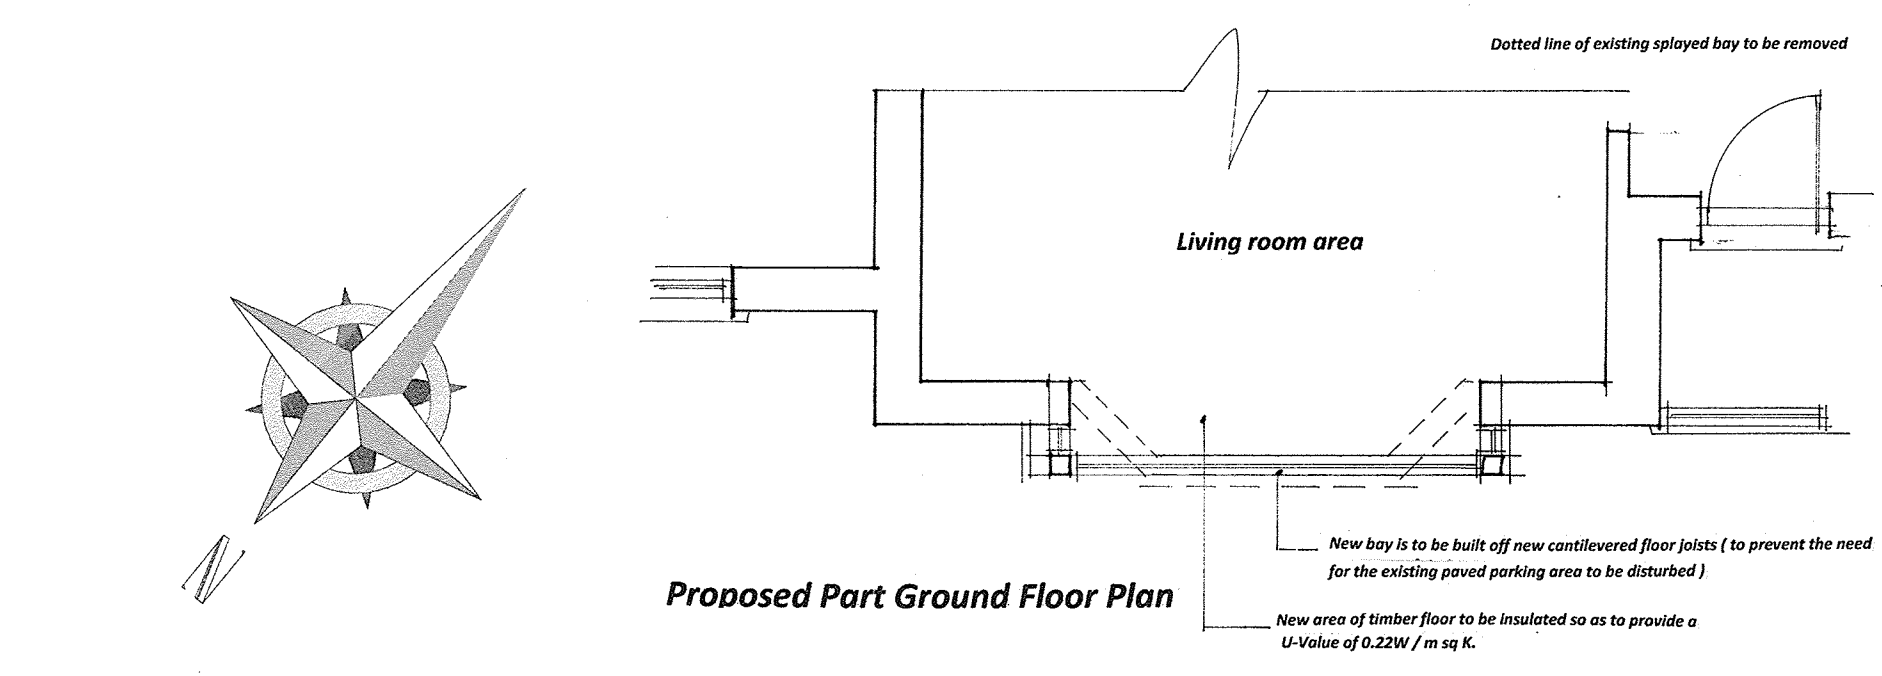 Dotted line of existing splayed bay to be removed
Living room area
N
New bay is to be built off new cantilevered floor joists ( to prevent the need
for the existing paved parking area to be disturbed )
Proposed Part Ground Floor Plan
New area of timber floor to be insulated so as to provide a
U-Value of 0.22W / m sq K.